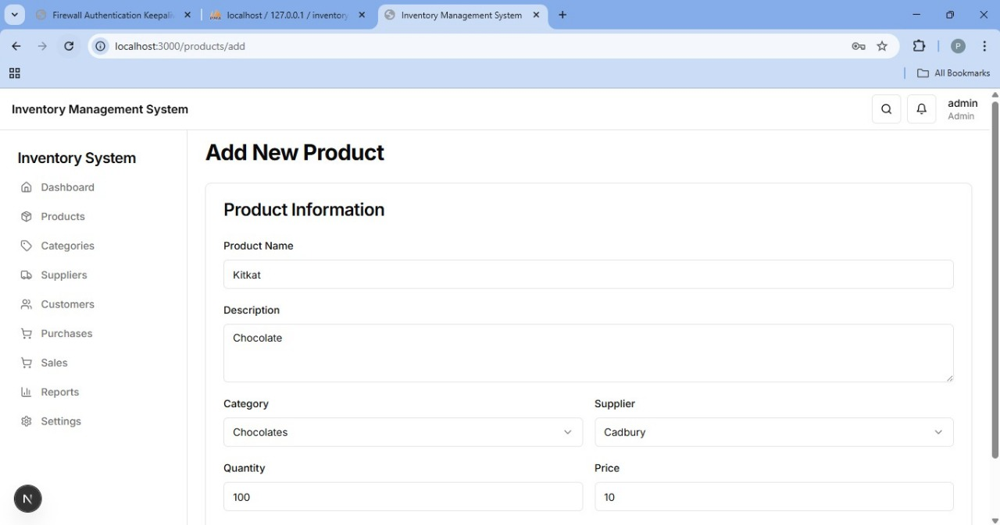 Firewall Authentication Keepali
localhost / 127.0.0.1 / inventory
Inventory Management System
localhost:3000/products/add
P
All Bookmarks
Inventory Management System
admin
Admin
Inventory System
Dashboard
Products
Categories
Suppliers
Customers
Purchases
Sales
Reports
Settings
N
Add New Product
Product Information
Product Name
Kitkat
Description
Chocolate
Category
Supplier
Chocolates
Cadbury
Quantity
Price
100
10